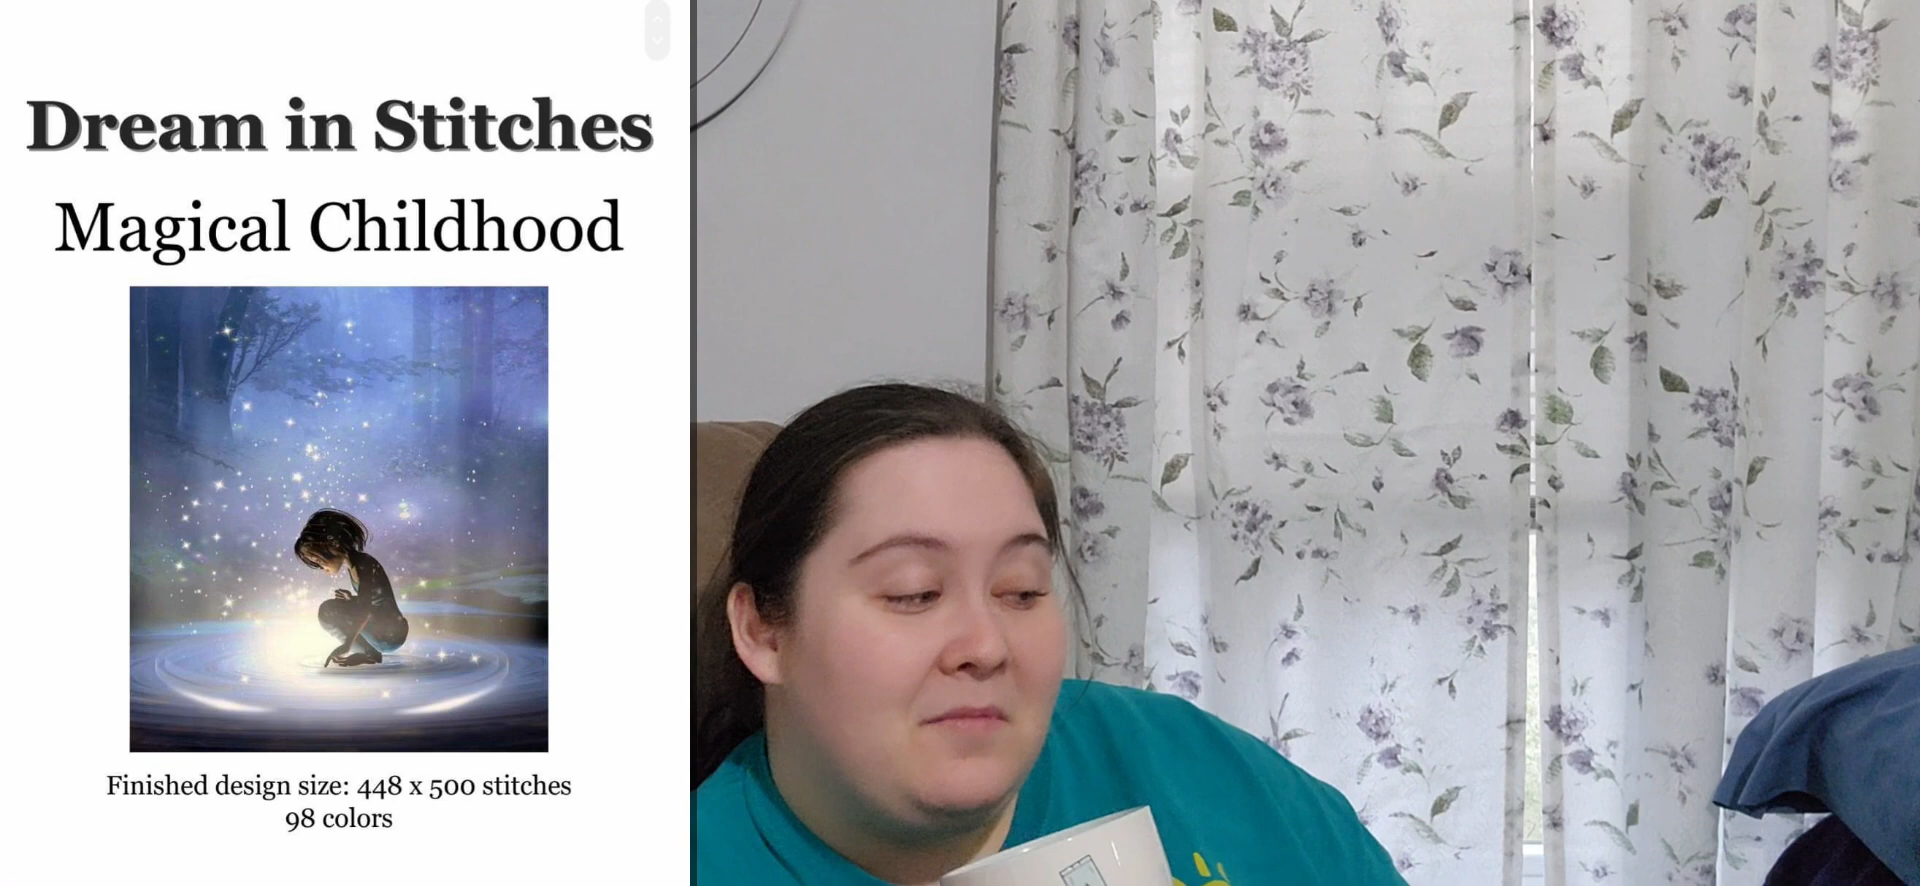 Dream in Stitches
Magical Childhood
Finished design size: 448 x 500 stitches
98 colors